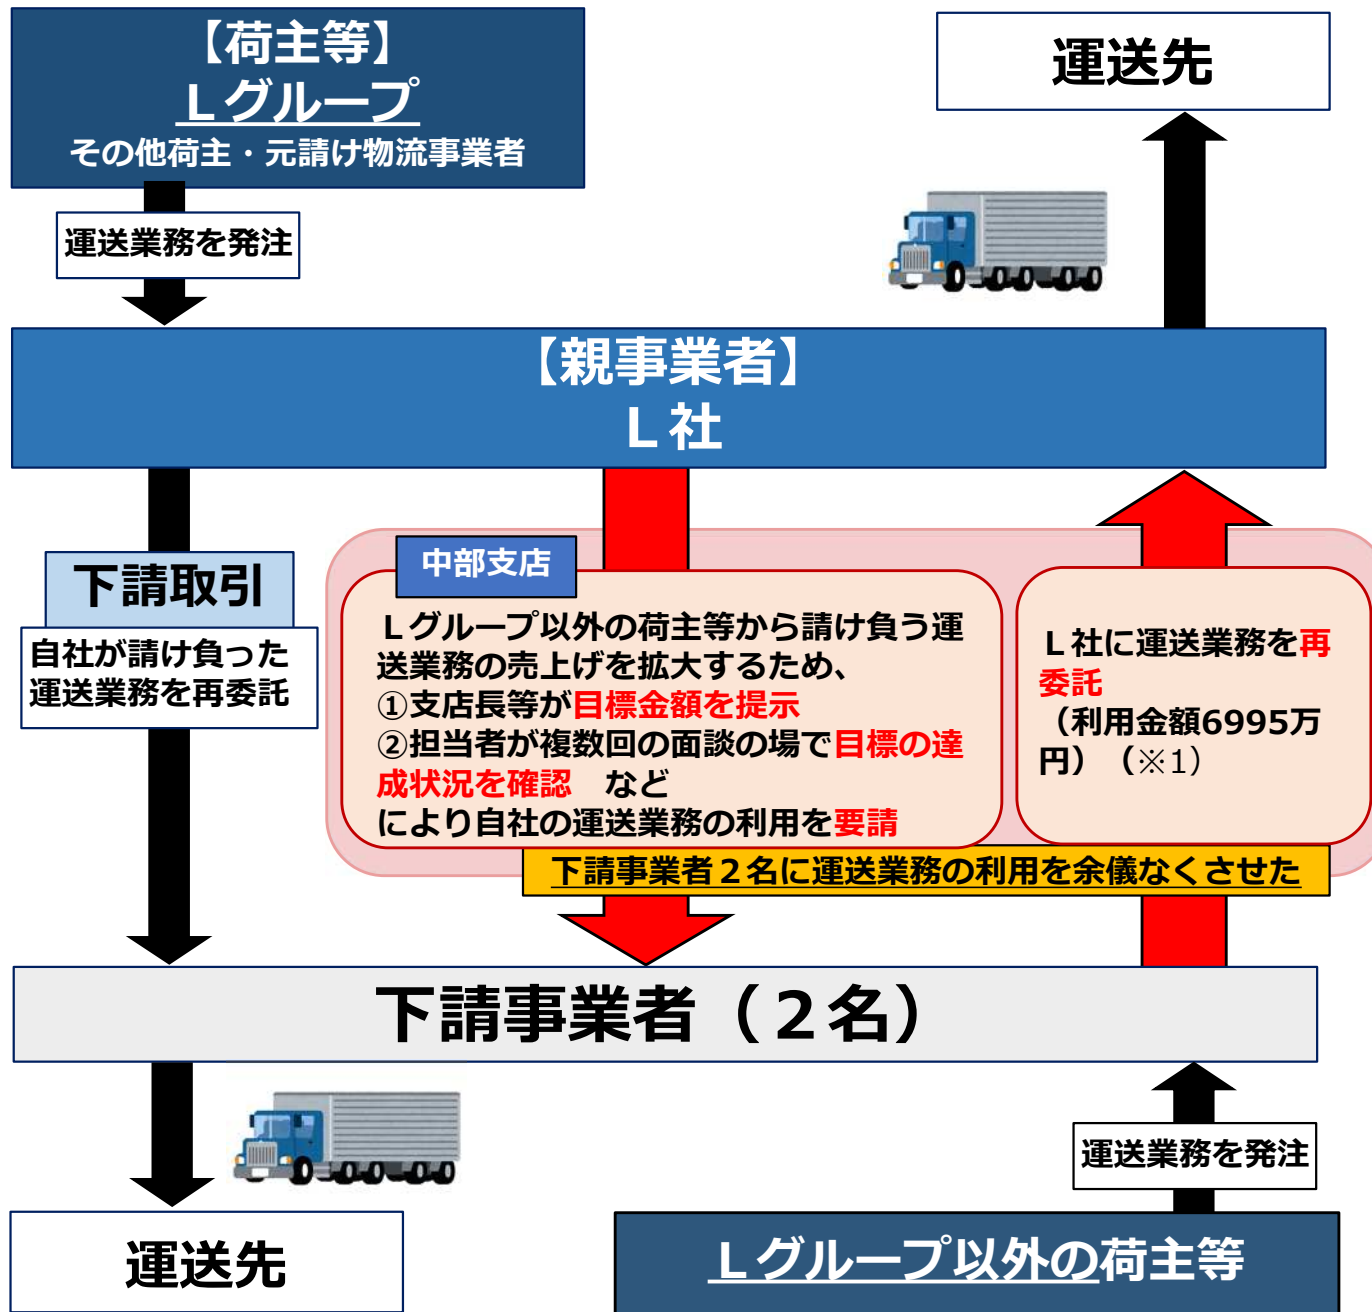 【荷主等】
Ｌグループ
その他荷主・元請け物流事業者
運送先
運送業務を発注
【親事業者】
Ｌ社
下請取引
自社が請け負った
運送業務を再委託
中部支店
Ｌグループ以外の荷主等から請け負う運
送業務の売上げを拡大するため、
①支店長等が目標金額を提示
②担当者が複数回の面談の場で目標の達
成状況を確認　など
により自社の運送業務の利用を要請
Ｌ社に運送業務を再
委託
（利用金額6995万
円）（※1）
下請事業者２名に運送業務の利用を余儀なくさせた
下請事業者（２名）
運送業務を発注
運送先
Ｌグループ以外の荷主等